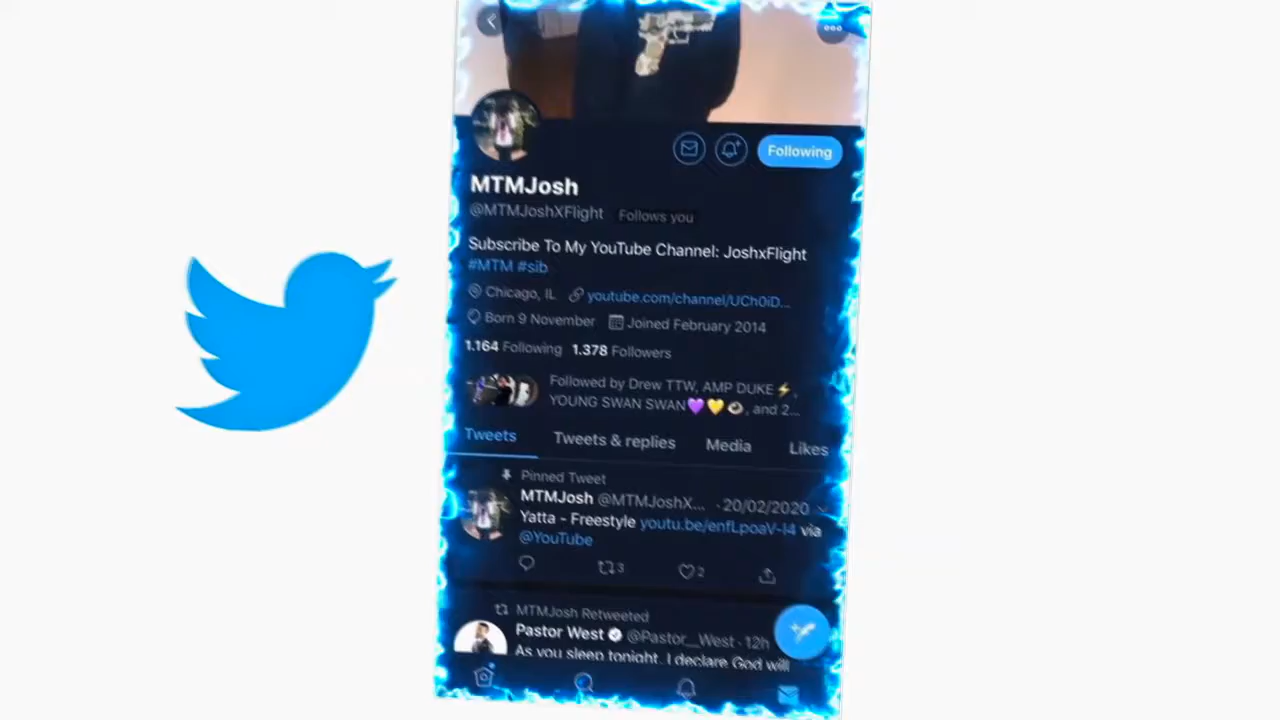 Following
MTMJosh
@MTMJoshXFlight Follows you
Subscribe To My YouTube Channel: JoshxFlight
#MTM #sib
Chicago, IL youtube.com/channel/UCh0iD...
Born 9 November Joined February 2014
1.164 Following 1.378 Followers
Followed by Drew TTW, AMP DUKE⚡,
YOUNG SWAN SWAN💜💛👁, and 2...
Tweets Tweets & replies Media Likes
Pinned Tweet
MTMJosh @MTMJoshX... · 20/02/2020
Yatta - Freestyle youtu.be/enfLpoaV-I4 via
@YouTube
3 2
MTMJosh Retweeted
Pastor West @Pastor__West · 12h
As you sleep tonight, I declare God will